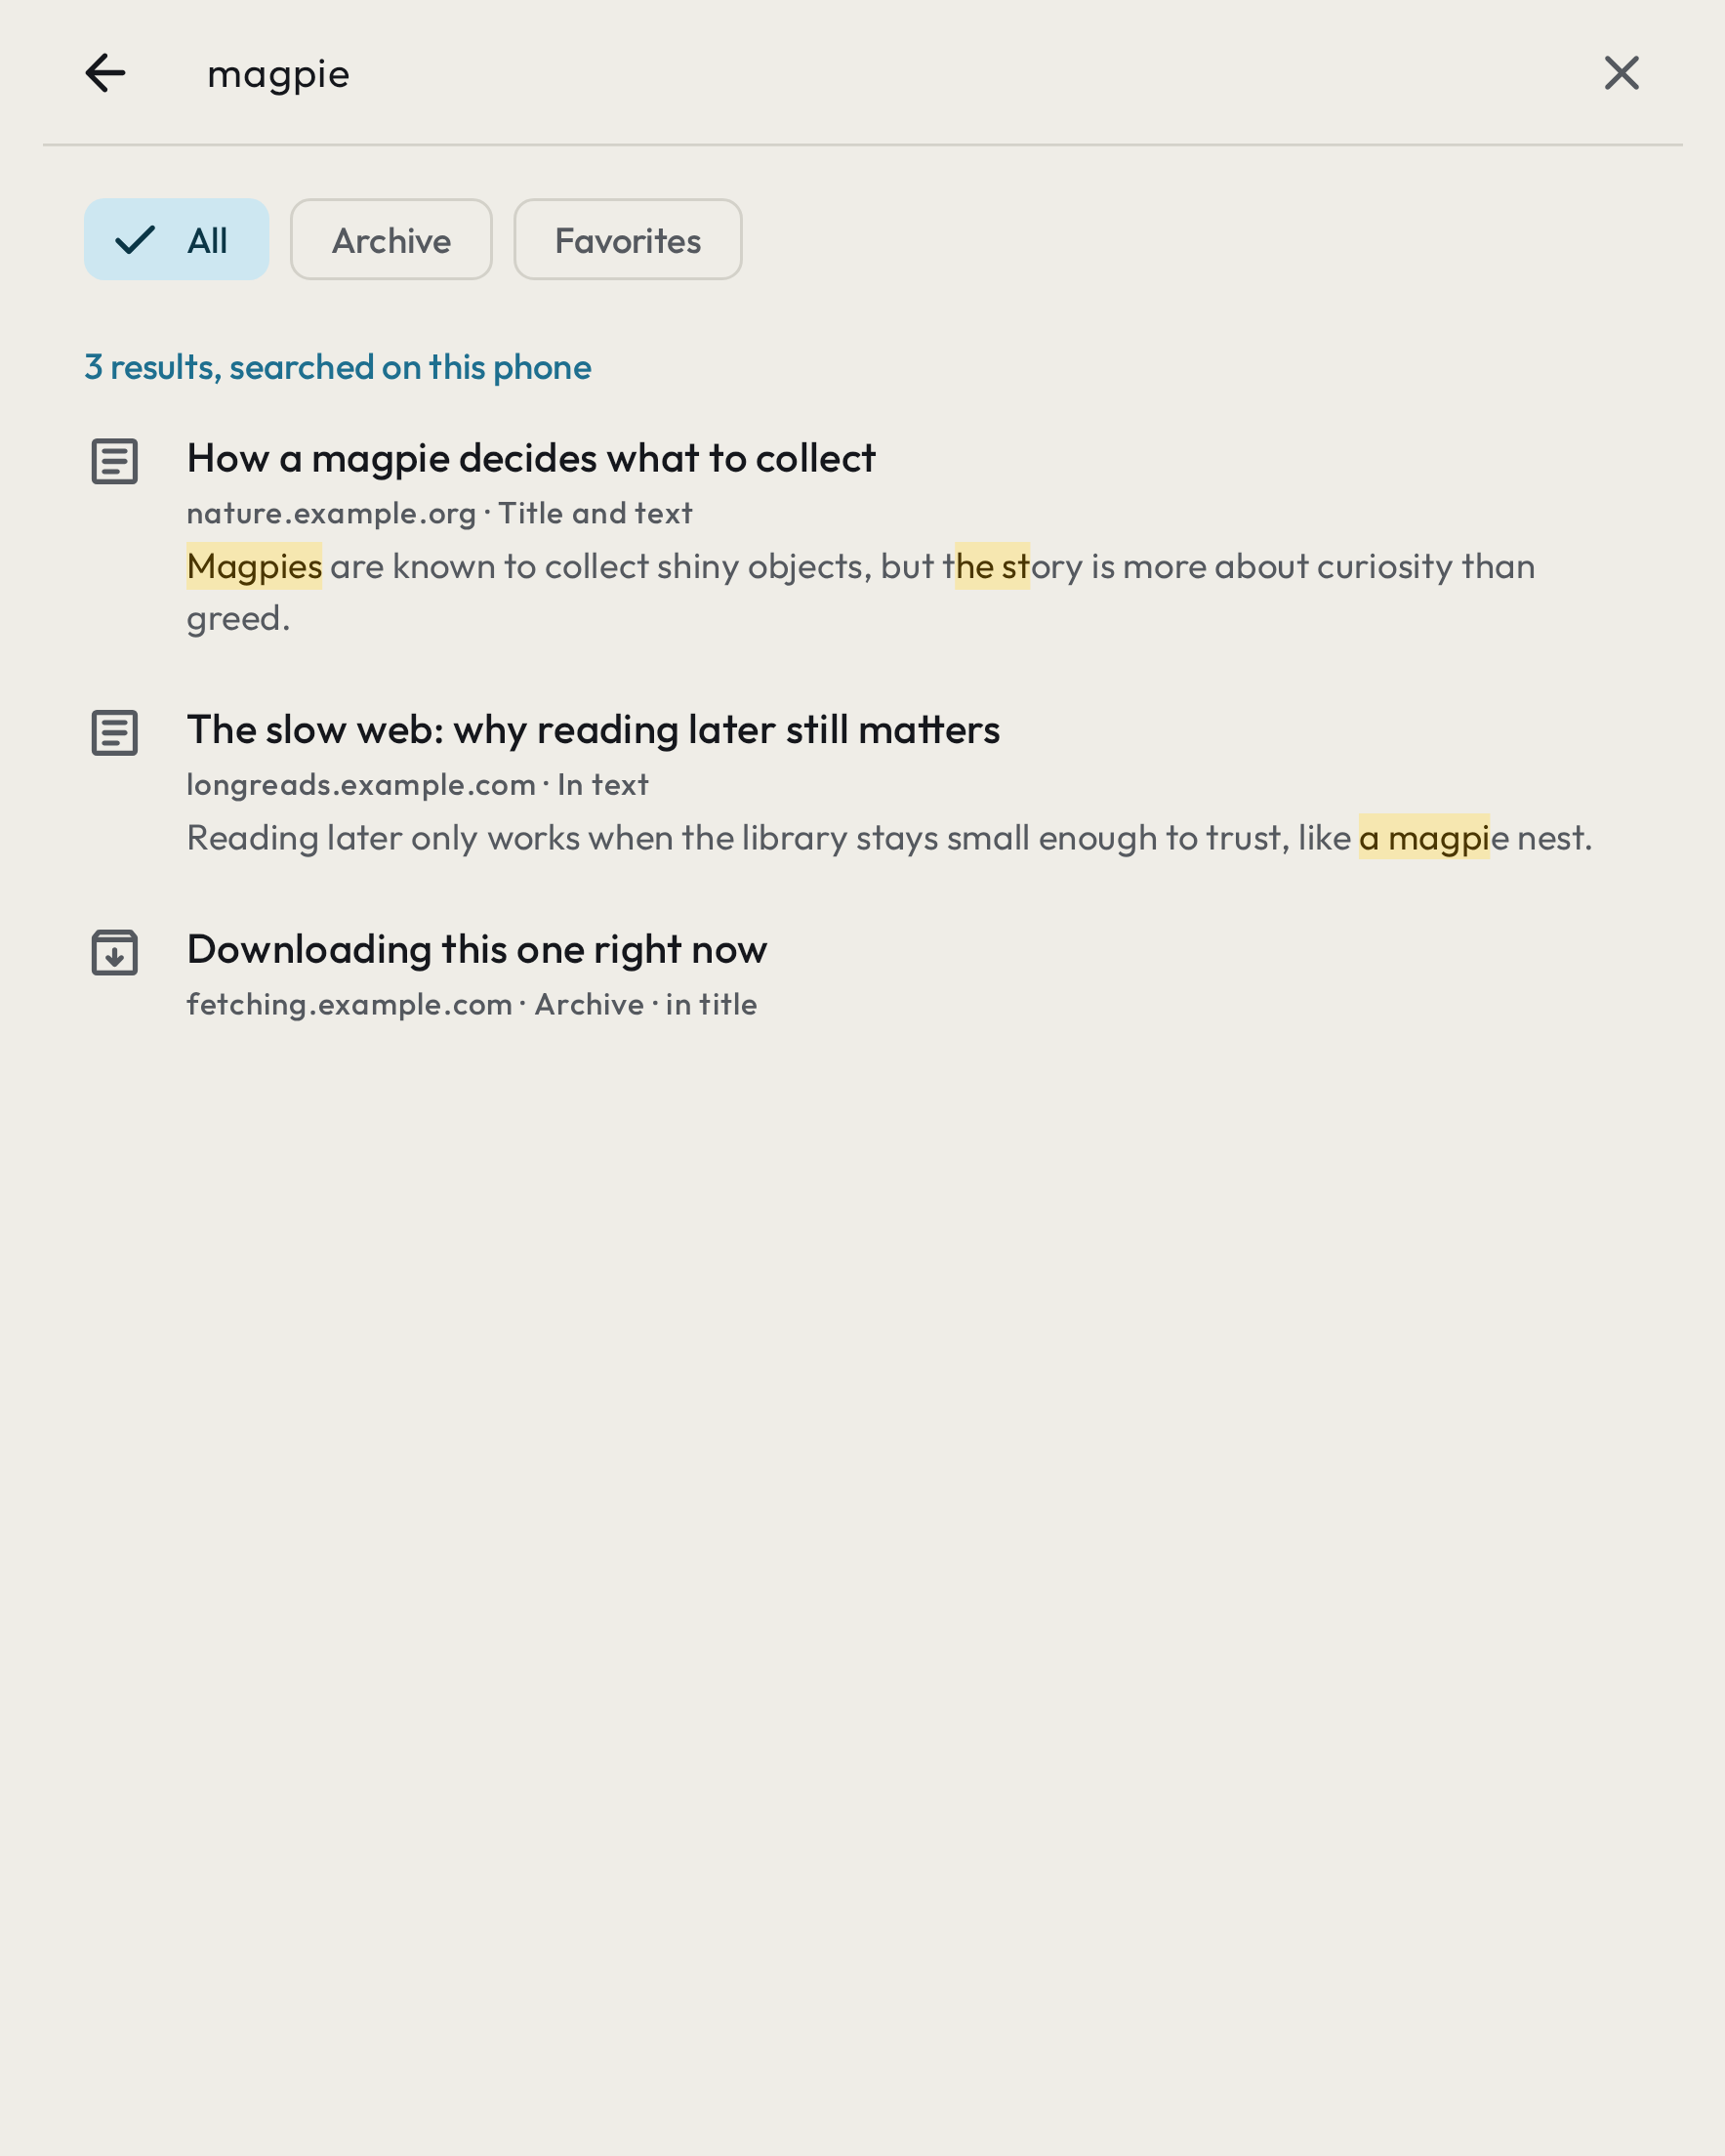 magpie
All
Archive
Favorites
3 results, searched on this phone
How a magpie decides what to collect
nature.example.org · Title and text
Magpies are known to collect shiny objects, but the story is more about curiosity than
greed.
The slow web: why reading later still matters
longreads.example.com · In text
Reading later only works when the library stays small enough to trust, like a magpie nest.
Downloading this one right now
fetching.example.com · Archive · in title